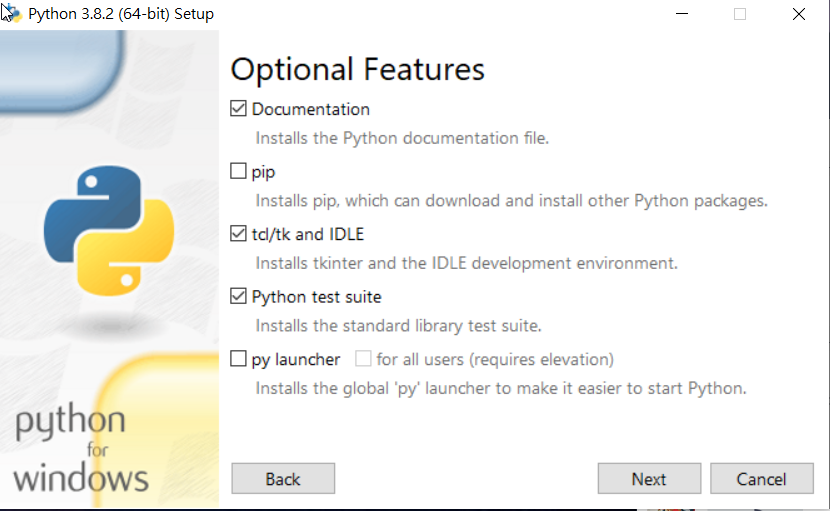 Python 3.8.2 (64-bit) Setup
Optional Features
Documentation
Installs the Python documentation file.
pip
Installs pip, which can download and install other Python packages.
tcl/tk and IDLE
Installs tkinter and the IDLE development environment.
Python test suite
Installs the standard library test suite.
py launcher for all users (requires elevation)
Installs the global 'py' launcher to make it easier to start Python.
python
for
windows
Back Next Cancel